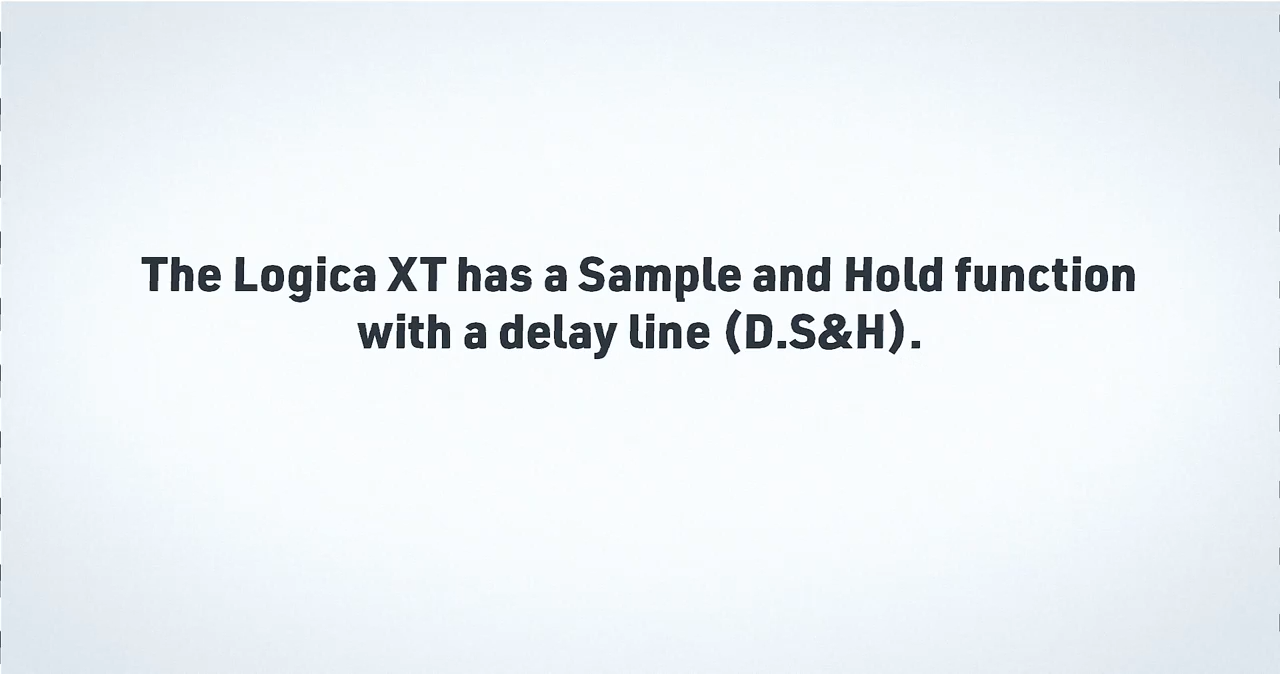 The Logica XT has a Sample and Hold function
with a delay line (D.S&H).